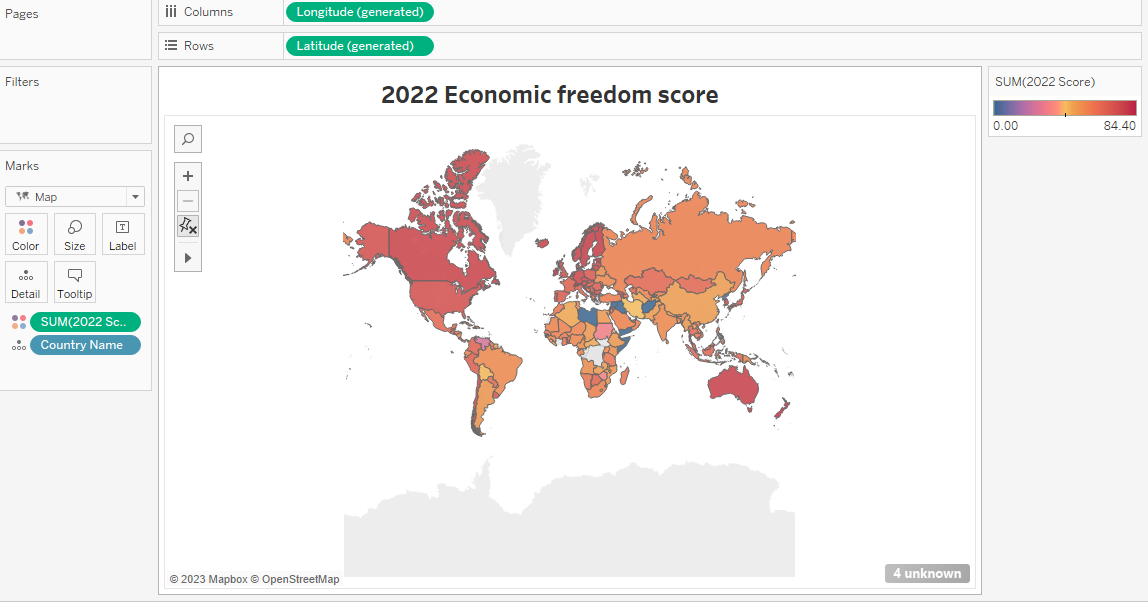 Pages
Columns
Longitude (generated)
Rows
Latitude (generated)
Filters
Marks
Map
Color
Size
Label
Detail
Tooltip
SUM(2022 Sc..
Country Name
2022 Economic freedom score
© 2023 Mapbox © OpenStreetMap
4 unknown
SUM(2022 Score)
0.00
84.40